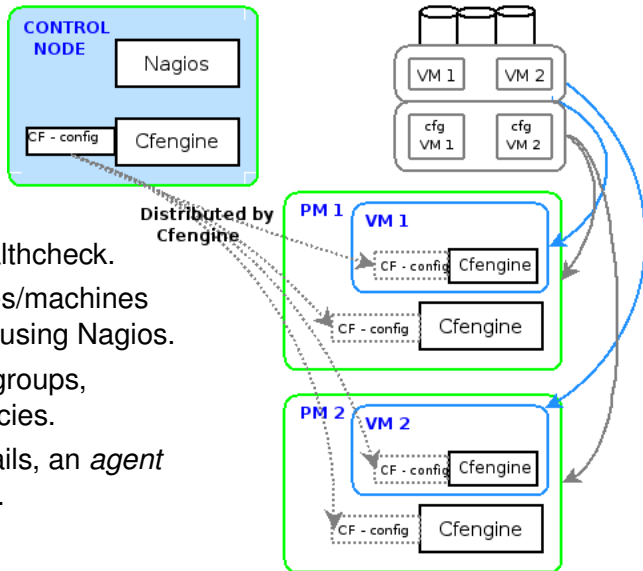 CONTROL
NODE
Nagios
CF - config
Cfengine
VM 1
VM 2
cfg
VM 1
cfg
VM 2
Distributed by
Cfengine
PM 1
VM 1
CF - config
Cfengine
CF - config
Cfengine
PM 2
VM 2
CF - config
Cfengine
CF - config
Cfengine
lthcheck.
s/machines
using Nagios.
groups,
cies.
ails, an agent
.